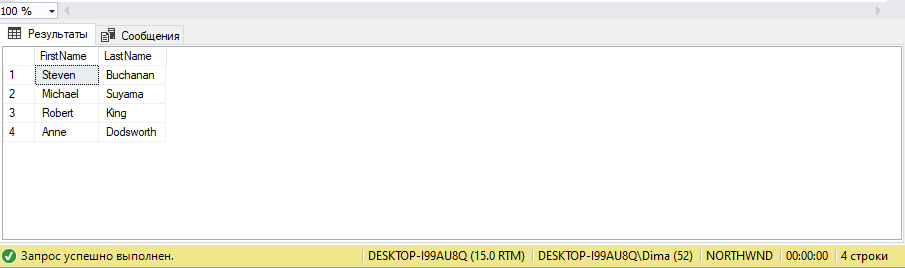 100 %
Результаты Сообщения
FirstName LastName
1 Steven Buchanan
2 Michael Suyama
3 Robert King
4 Anne Dodsworth
Запрос успешно выполнен. DESKTOP-I99AU8Q (15.0 RTM) DESKTOP-I99AU8Q\Dima (52) NORTHWND 00:00:00 4 строки